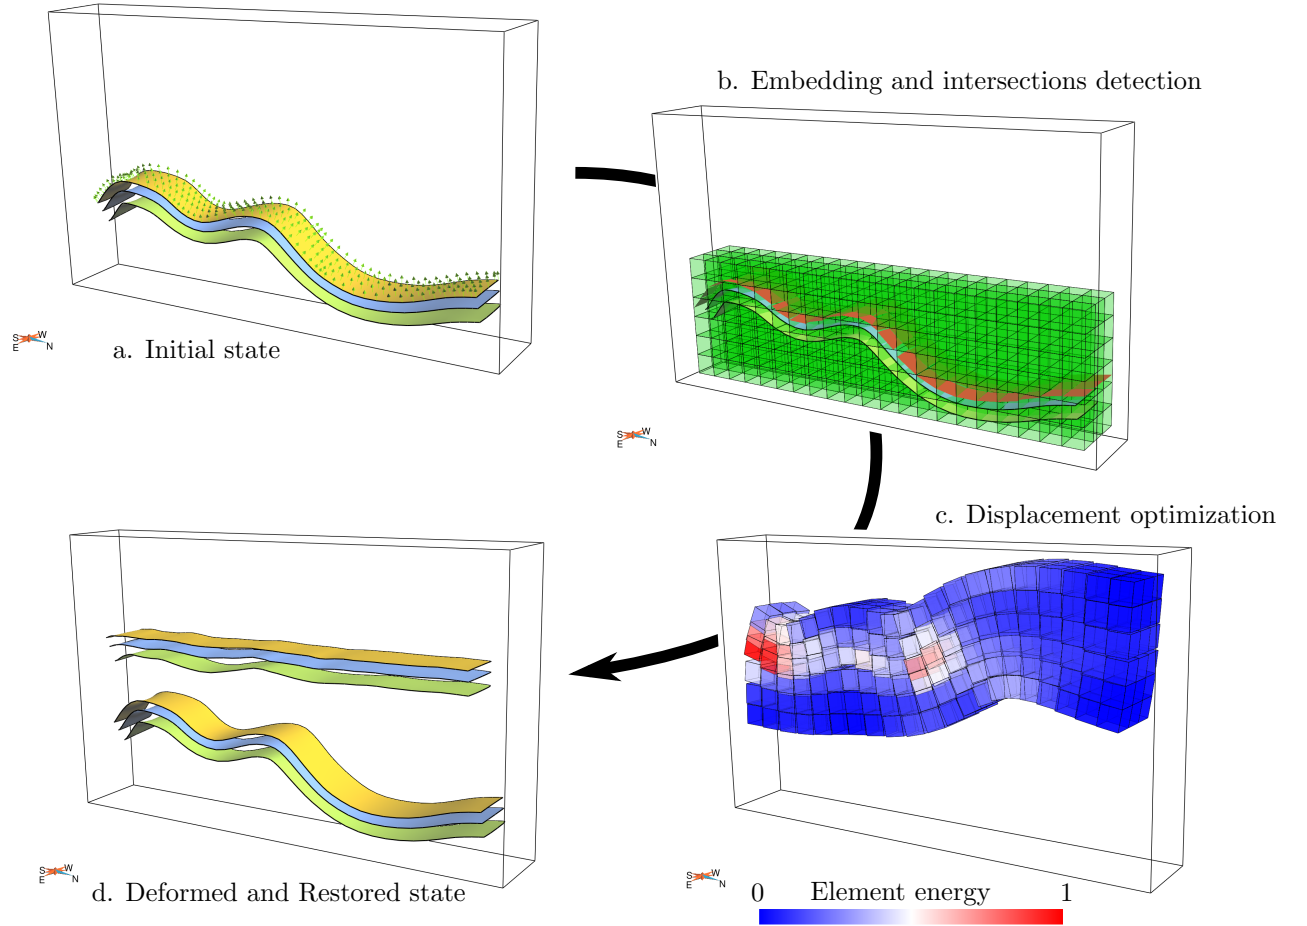 b. Embedding and intersections detection
S W
E N
a. Initial state
S W
E N
c. Displacement optimization
S W
E N
d. Deformed and Restored state
S W
E N
0 Element energy 1